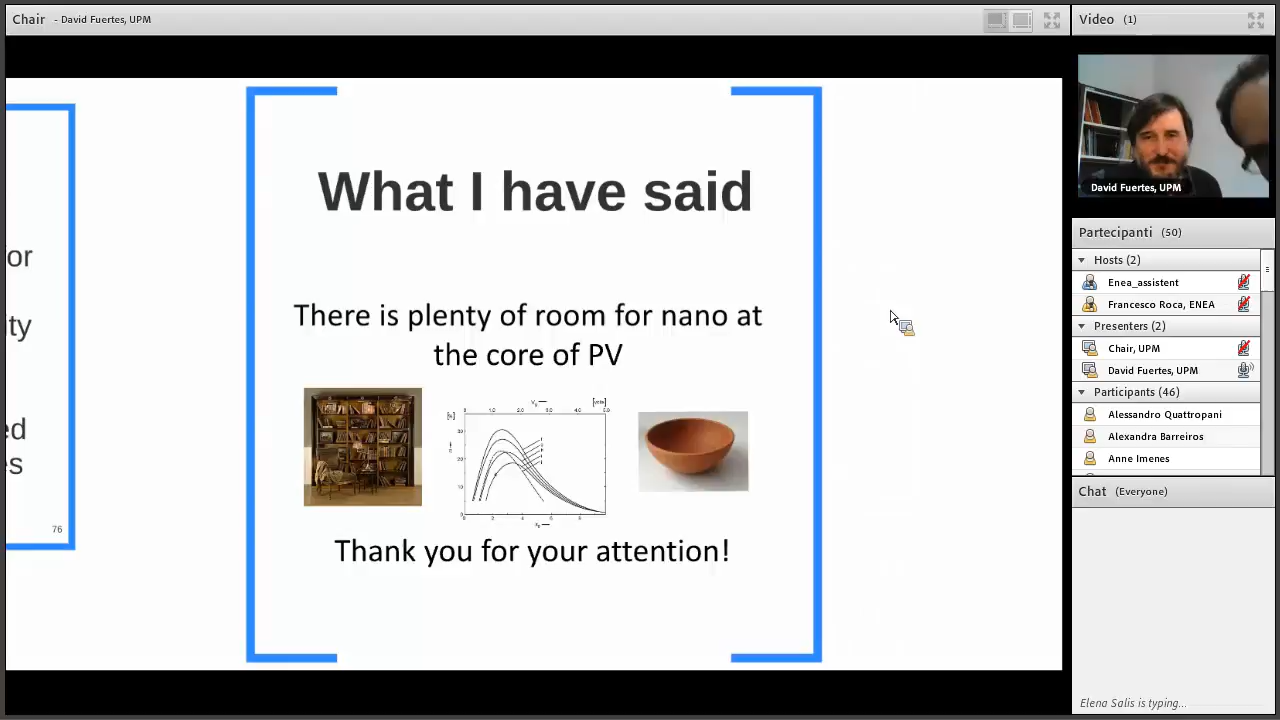 Chair - David Fuertes, UPM
What I have said
or
ity
ed
es
76
There is plenty of room for nano at
the core of PV
Thank you for your attention!
Video (1)
David Fuertes, UPM
Partecipanti (50)
Hosts (2)
Enea_assistent
Francesco Roca, ENEA
Presenters (2)
Chair, UPM
David Fuertes, UPM
Participants (46)
Alessandro Quattropani
Alexandra Barreiros
Anne Imenes
Chat (Everyone)
Elena Salis is typing...